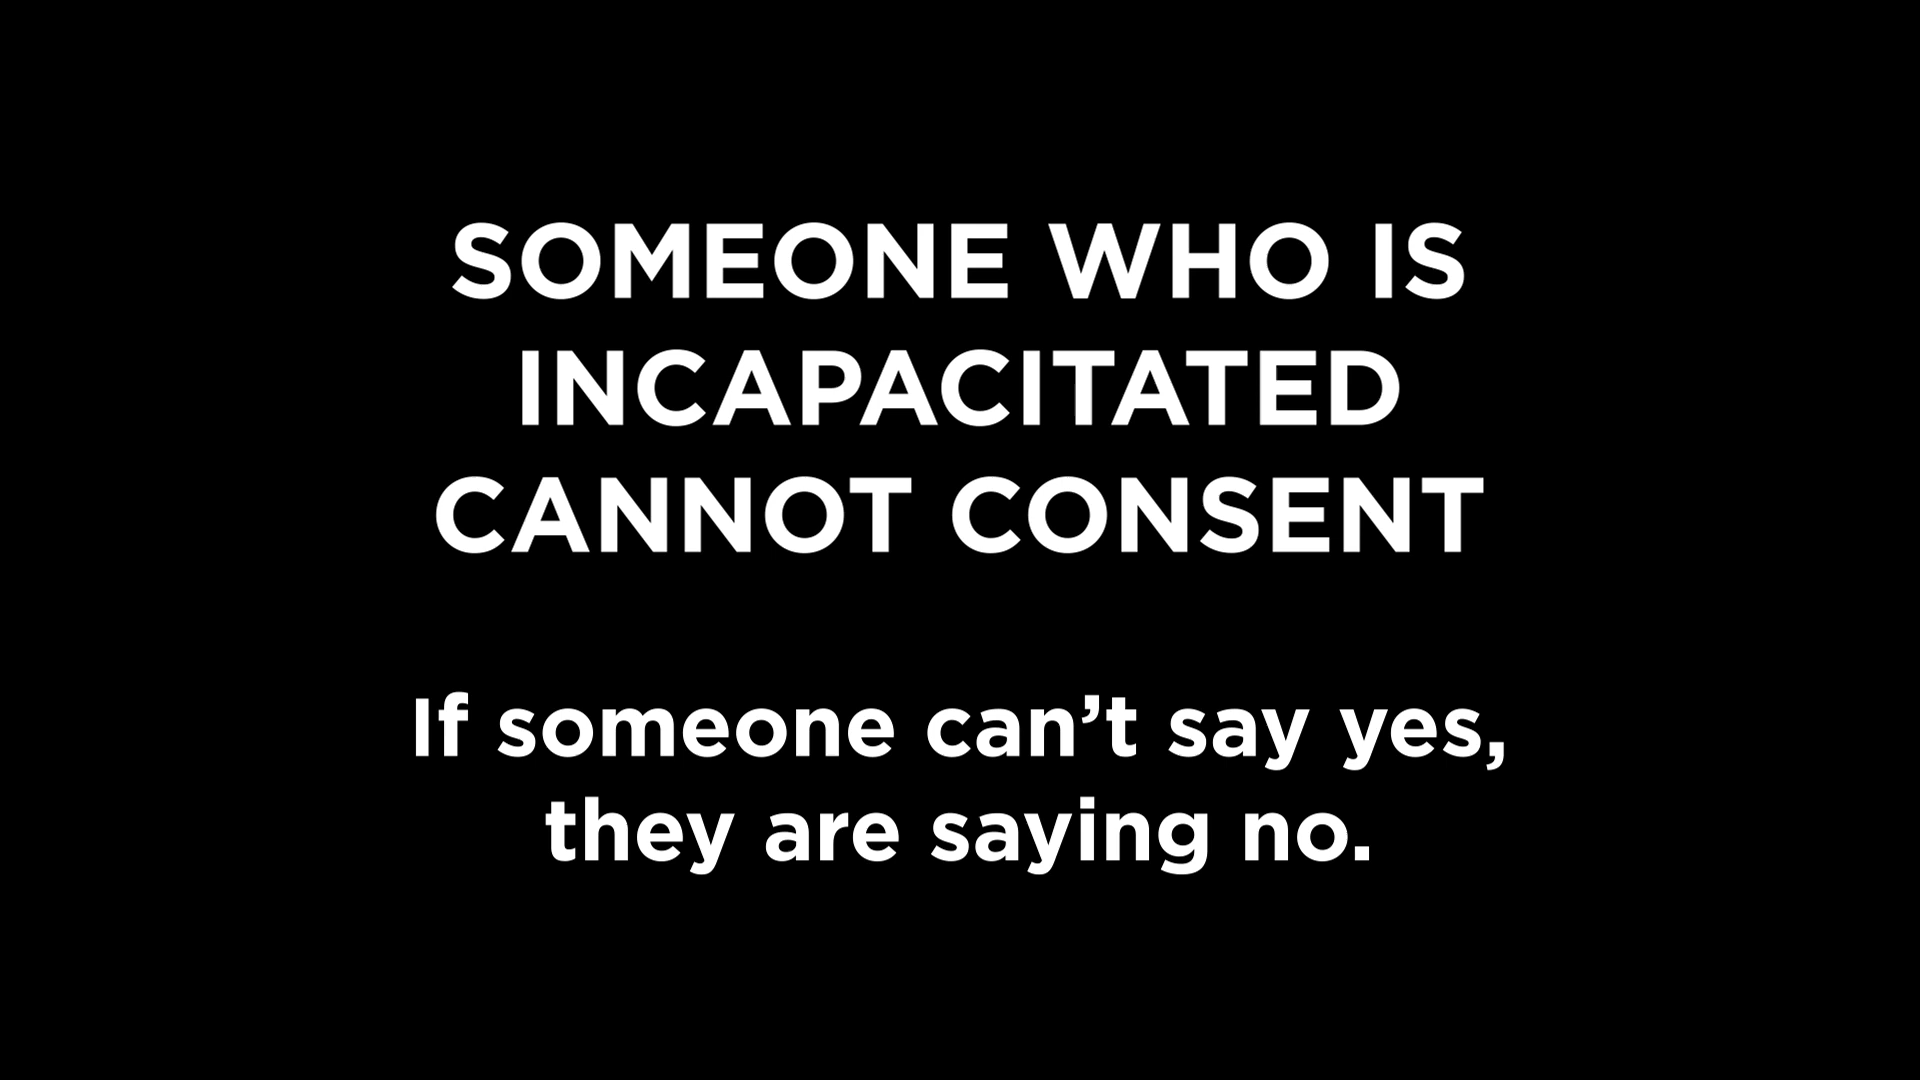 SOMEONE WHO IS
INCAPACITATED
CANNOT CONSENT
If someone can’t say yes,
they are saying no.